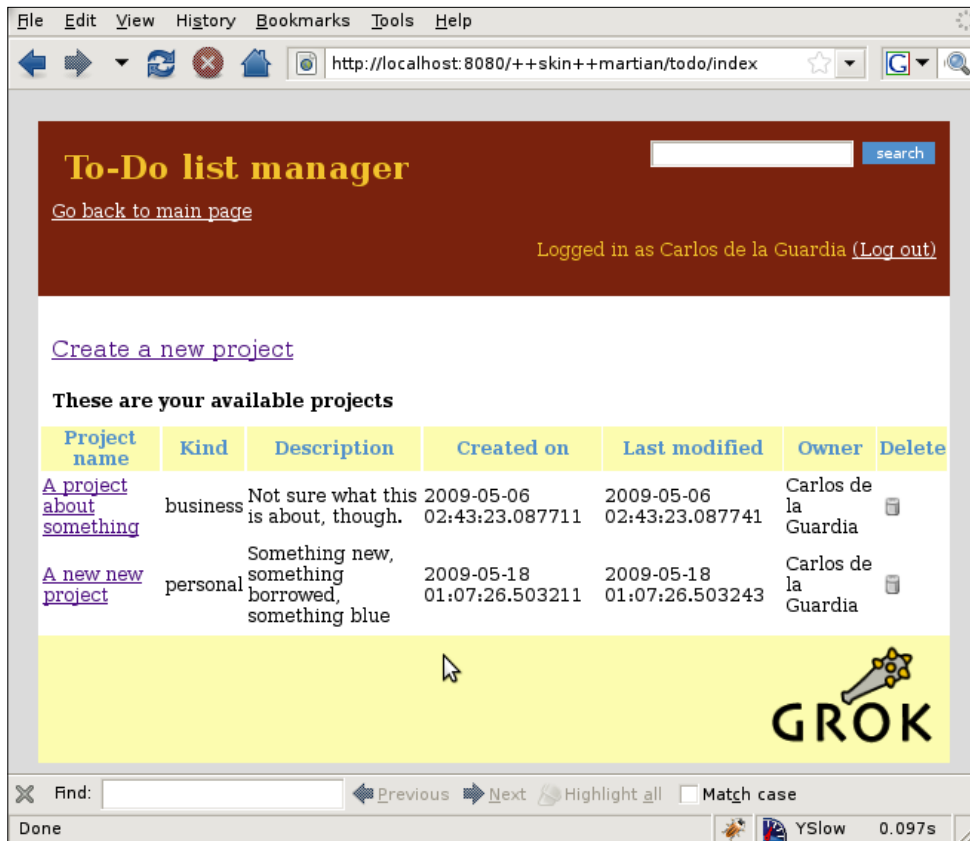 File Edit View History Bookmarks Tools Help
http://localhost:8080/++skin++martian/todo/index
G
To-Do list manager
search
Go back to main page
Logged in as Carlos de la Guardia (Log out)
Create a new project
These are your available projects
Project name Kind Description Created on Last modified Owner Delete
A project about something business Not sure what this is about, though. 2009-05-06 02:43:23.087711 2009-05-06 02:43:23.087741 Carlos de la Guardia
A new new project personal Something new, something borrowed, something blue 2009-05-18 01:07:26.503211 2009-05-18 01:07:26.503243 Carlos de la Guardia
GROK
Find: Previous Next Highlight all Match case
Done YSlow 0.097s